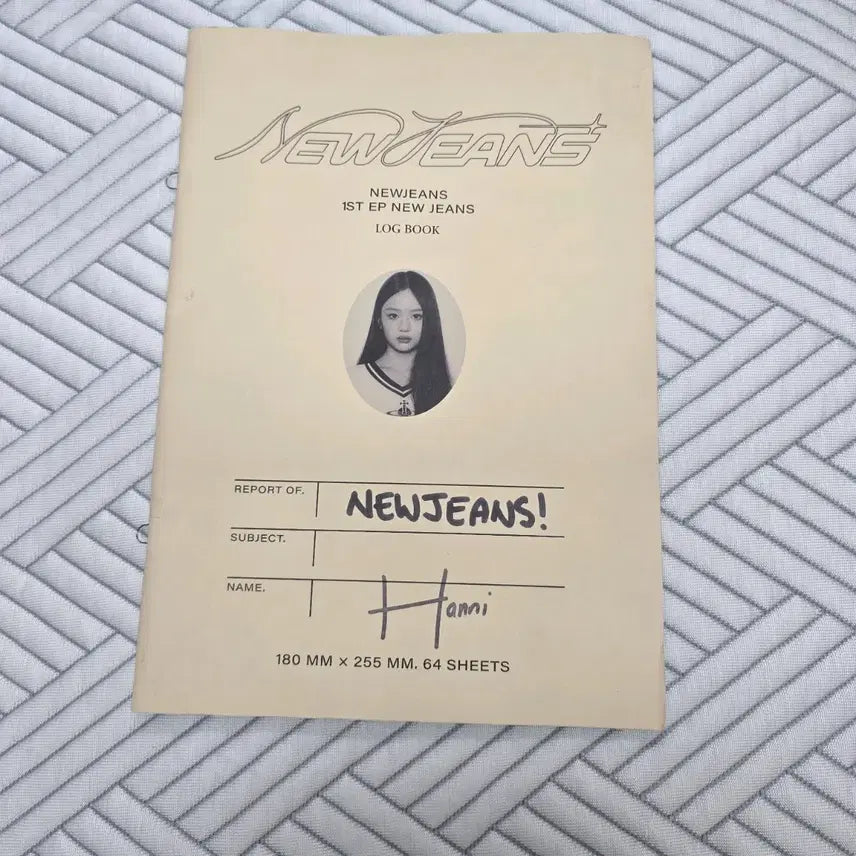 NEWJEANS
NEWJEANS
1ST EP NEW JEANS
LOG BOOK
REPORT OF. NEWJEANS!
SUBJECT.
NAME. Hanni
180 MM × 255 MM. 64 SHEETS